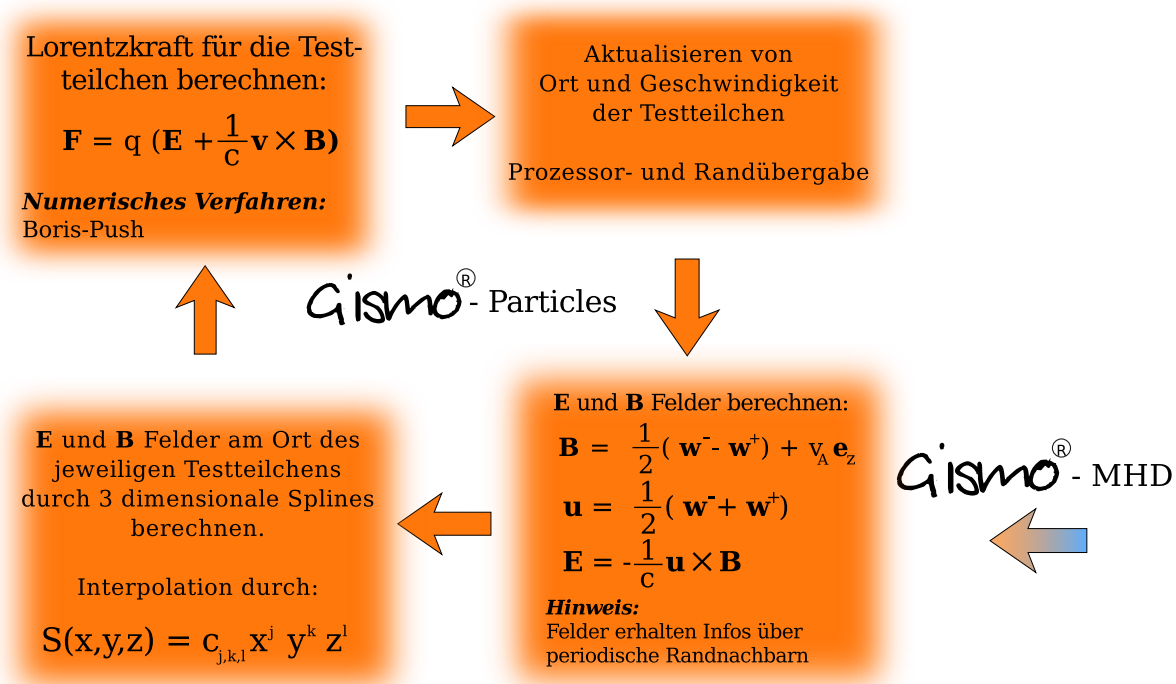 Lorentzkraft für die Test-
teilchen berechnen:
F = q (E + 1/c v × B)
Numerisches Verfahren:
Boris-Push
Aktualisieren von
Ort und Geschwindigkeit
der Testteilchen
Prozessor- und Randübergabe
Gismo® - Particles
E und B Felder berechnen:
B = 1/2 ( w⁻ - w⁺) + v_A e_z
u = 1/2 ( w⁻ + w⁺)
E = - 1/c u × B
Hinweis:
Felder erhalten Infos über
periodische Randnachbarn
Gismo® - MHD
E und B Felder am Ort des
jeweiligen Testteilchens
durch 3 dimensionale Splines
berechnen.
Interpolation durch:
S(x,y,z) = c_j,k,l x^j y^k z^l